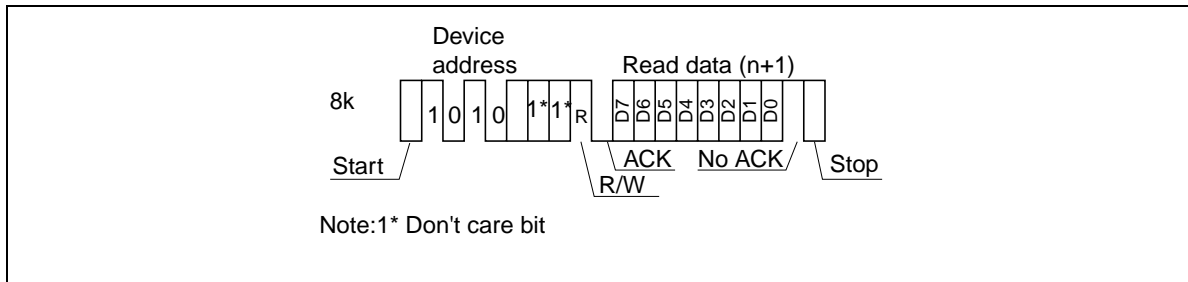 Device
address
Read data (n+1)
8k
1 0 1 0 1* 1* R D7 D6 D5 D4 D3 D2 D1 D0
Start
ACK
No ACK
Stop
R/W
Note:1* Don't care bit